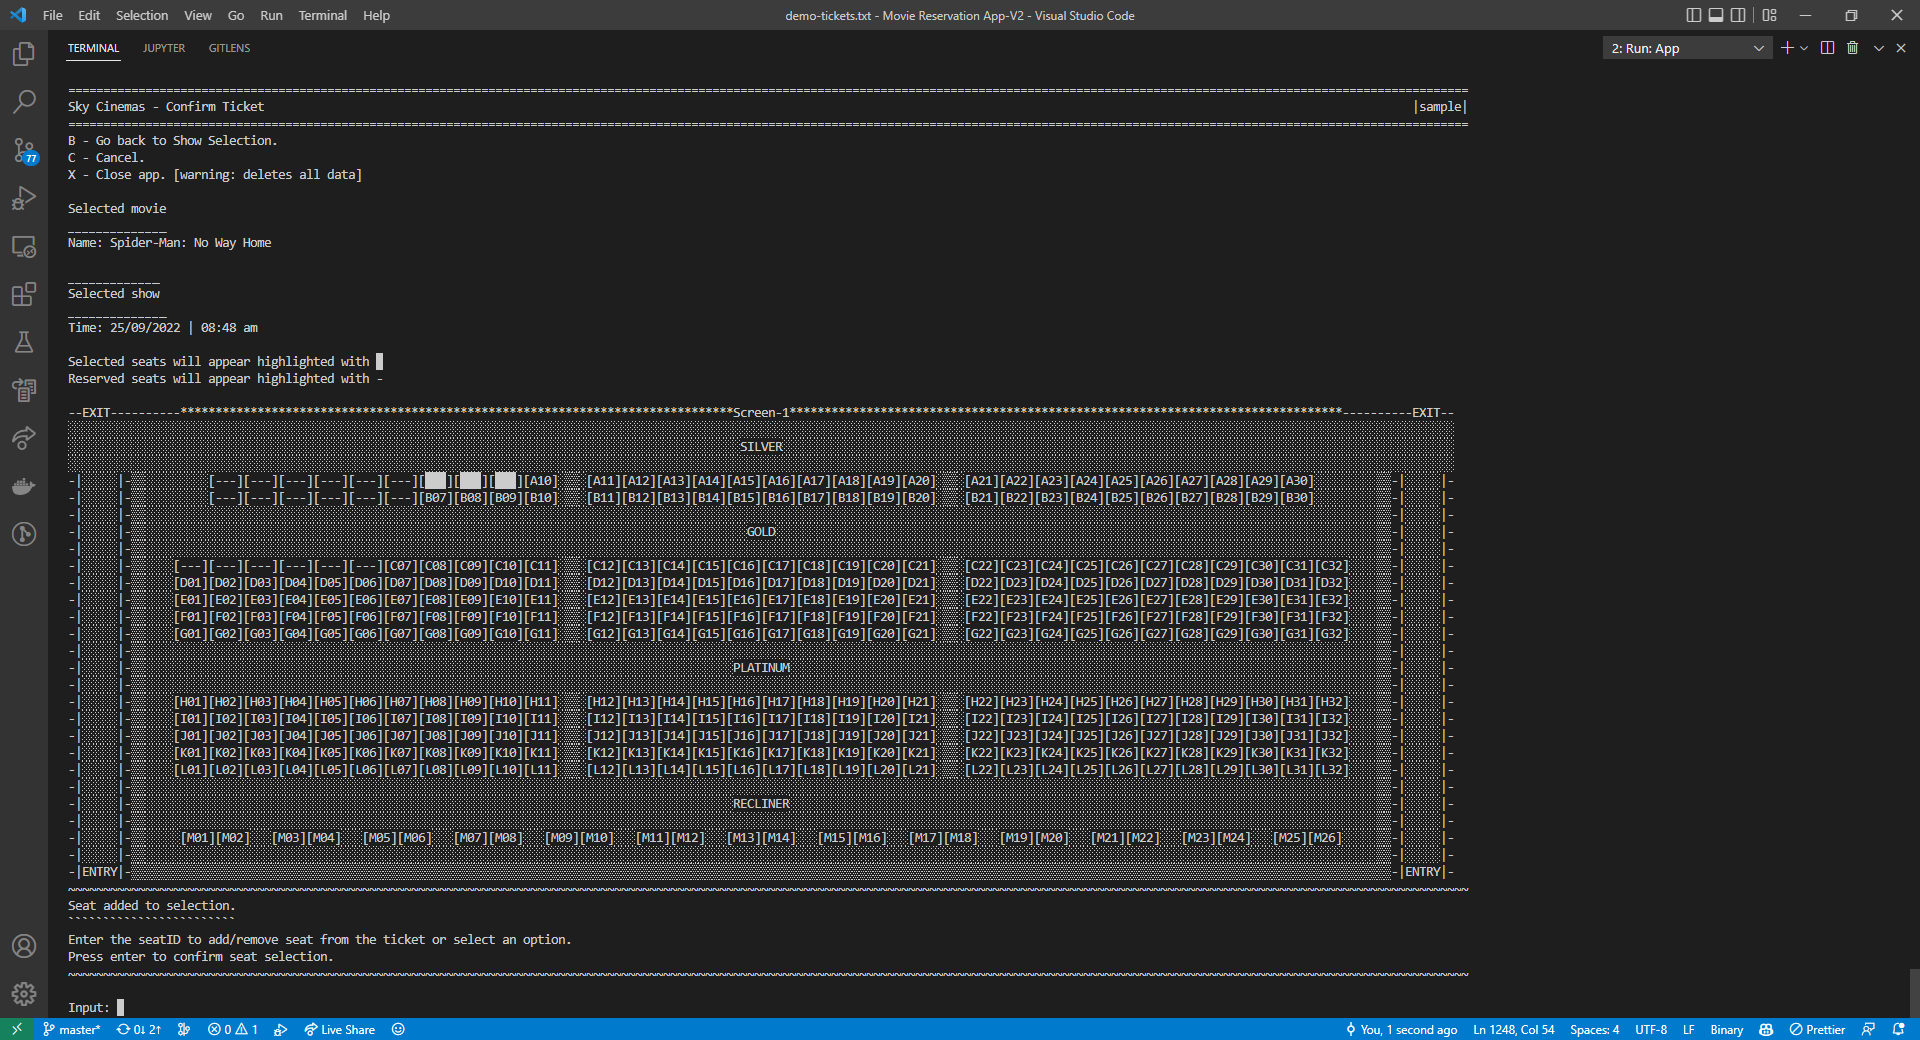 File Edit Selection View Go Run Terminal Help
demo-tickets.txt - Movie Reservation App-V2 - Visual Studio Code
TERMINAL JUPYTER GITLENS
2: Run: App
Sky Cinemas - Confirm Ticket |sample|
B - Go back to Show Selection.
C - Cancel.
X - Close app. [warning: deletes all data]
77
Selected movie
______________
Name: Spider-Man: No Way Home
_____________
Selected show
______________
Time: 25/09/2022 | 08:48 am
Selected seats will appear highlighted with
Reserved seats will appear highlighted with -
--EXIT----------*******************************************************************************Screen-1*******************************************************************************----------EXIT--
SILVER
[---][---][---][---][---][---][ ][ ][ ][A10] [A11][A12][A13][A14][A15][A16][A17][A18][A19][A20] [A21][A22][A23][A24][A25][A26][A27][A28][A29][A30]
[---][---][---][---][---][---][B07][B08][B09][B10] [B11][B12][B13][B14][B15][B16][B17][B18][B19][B20] [B21][B22][B23][B24][B25][B26][B27][B28][B29][B30]
GOLD
[---][---][---][---][---][---][C07][C08][C09][C10][C11] [C12][C13][C14][C15][C16][C17][C18][C19][C20][C21] [C22][C23][C24][C25][C26][C27][C28][C29][C30][C31][C32]
[D01][D02][D03][D04][D05][D06][D07][D08][D09][D10][D11] [D12][D13][D14][D15][D16][D17][D18][D19][D20][D21] [D22][D23][D24][D25][D26][D27][D28][D29][D30][D31][D32]
[E01][E02][E03][E04][E05][E06][E07][E08][E09][E10][E11] [E12][E13][E14][E15][E16][E17][E18][E19][E20][E21] [E22][E23][E24][E25][E26][E27][E28][E29][E30][E31][E32]
[F01][F02][F03][F04][F05][F06][F07][F08][F09][F10][F11] [F12][F13][F14][F15][F16][F17][F18][F19][F20][F21] [F22][F23][F24][F25][F26][F27][F28][F29][F30][F31][F32]
[G01][G02][G03][G04][G05][G06][G07][G08][G09][G10][G11] [G12][G13][G14][G15][G16][G17][G18][G19][G20][G21] [G22][G23][G24][G25][G26][G27][G28][G29][G30][G31][G32]
PLATINUM
[H01][H02][H03][H04][H05][H06][H07][H08][H09][H10][H11] [H12][H13][H14][H15][H16][H17][H18][H19][H20][H21] [H22][H23][H24][H25][H26][H27][H28][H29][H30][H31][H32]
[I01][I02][I03][I04][I05][I06][I07][I08][I09][I10][I11] [I12][I13][I14][I15][I16][I17][I18][I19][I20][I21] [I22][I23][I24][I25][I26][I27][I28][I29][I30][I31][I32]
[J01][J02][J03][J04][J05][J06][J07][J08][J09][J10][J11] [J12][J13][J14][J15][J16][J17][J18][J19][J20][J21] [J22][J23][J24][J25][J26][J27][J28][J29][J30][J31][J32]
[K01][K02][K03][K04][K05][K06][K07][K08][K09][K10][K11] [K12][K13][K14][K15][K16][K17][K18][K19][K20][K21] [K22][K23][K24][K25][K26][K27][K28][K29][K30][K31][K32]
[L01][L02][L03][L04][L05][L06][L07][L08][L09][L10][L11] [L12][L13][L14][L15][L16][L17][L18][L19][L20][L21] [L22][L23][L24][L25][L26][L27][L28][L29][L30][L31][L32]
RECLINER
[M01][M02] [M03][M04] [M05][M06] [M07][M08] [M09][M10] [M11][M12] [M13][M14] [M15][M16] [M17][M18] [M19][M20] [M21][M22] [M23][M24] [M25][M26]
-|ENTRY|- -|ENTRY|-
Seat added to selection.
Enter the seatID to add/remove seat from the ticket or select an option.
Press enter to confirm seat selection.
Input:
master* 0↓ 2↑ 0 1 Live Share You, 1 second ago Ln 1248, Col 54 Spaces: 4 UTF-8 LF Binary Prettier